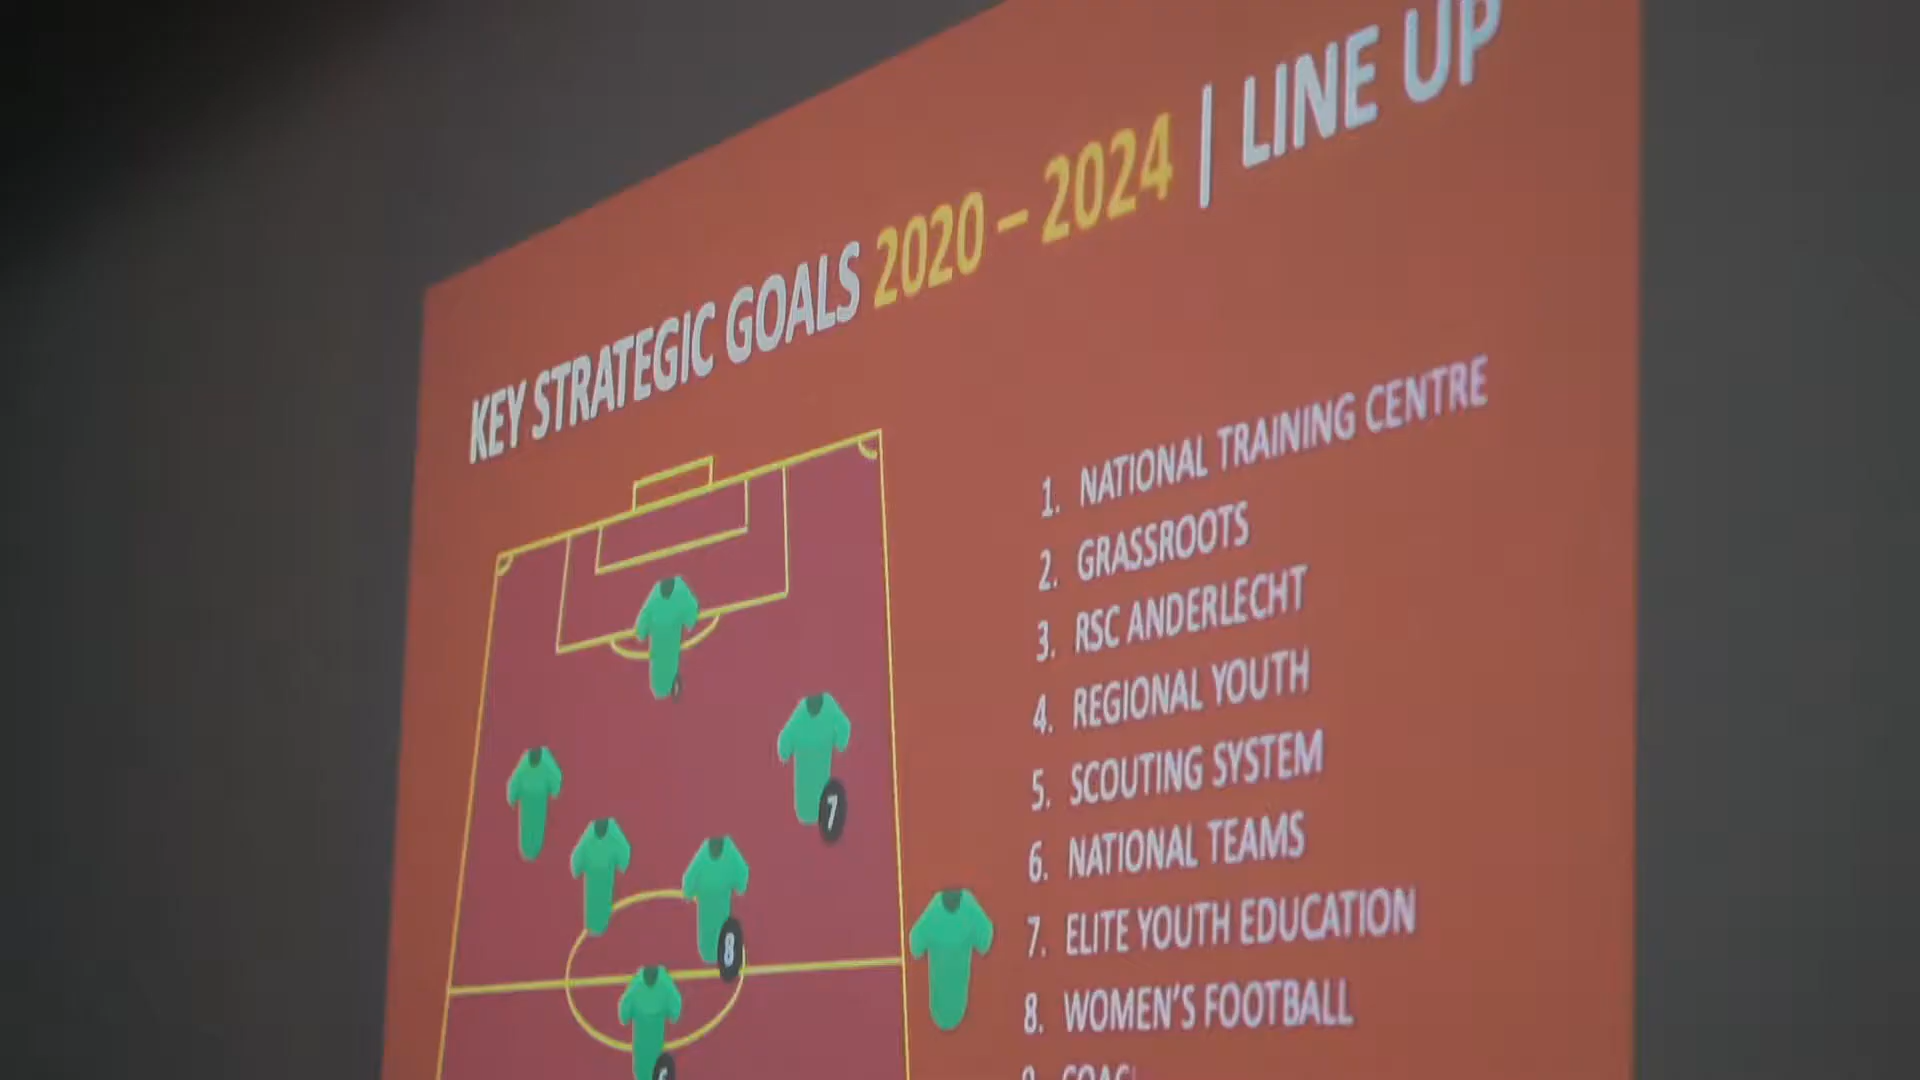 KEY STRATEGIC GOALS 2020 – 2024 | LINE UP
1. NATIONAL TRAINING CENTRE
2. GRASSROOTS
3. RSC ANDERLECHT
4. REGIONAL YOUTH
5. SCOUTING SYSTEM
6. NATIONAL TEAMS
7. ELITE YOUTH EDUCATION
8. WOMEN'S FOOTBALL
7
8